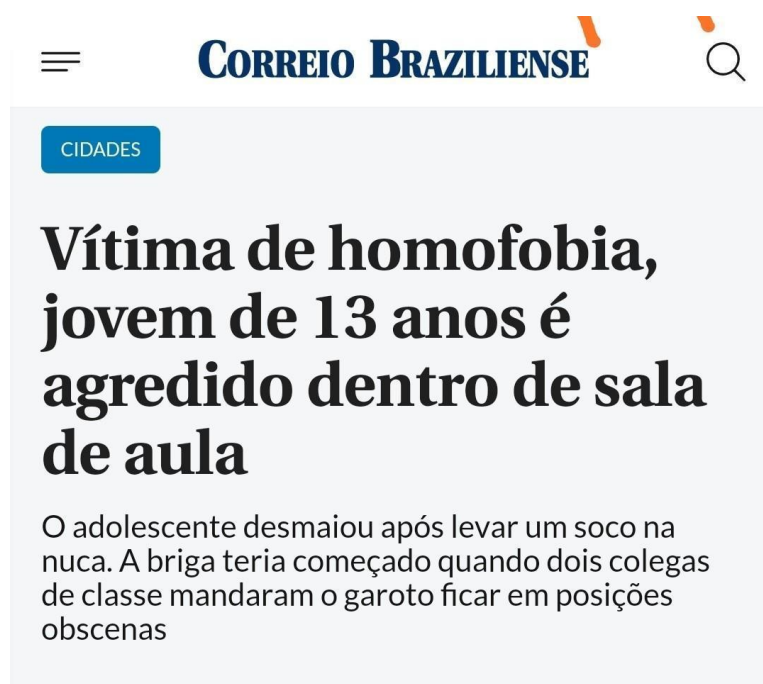 CORREIO BRAZILIENSE
CIDADES
Vítima de homofobia,
jovem de 13 anos é
agredido dentro de sala
de aula
O adolescente desmaiou após levar um soco na
nuca. A briga teria começado quando dois colegas
de classe mandaram o garoto ficar em posições
obscenas